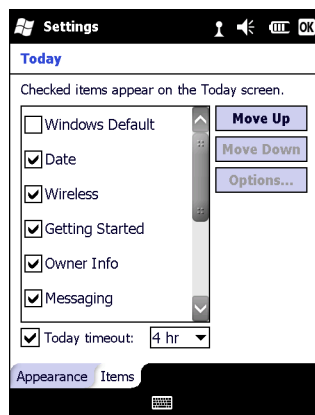 Settings
OK
Today
Checked items appear on the Today screen.
Windows Default
Move Up
Date
Move Down
Options...
Wireless
Getting Started
Owner Info
Messaging
Today timeout: 4 hr
Appearance Items